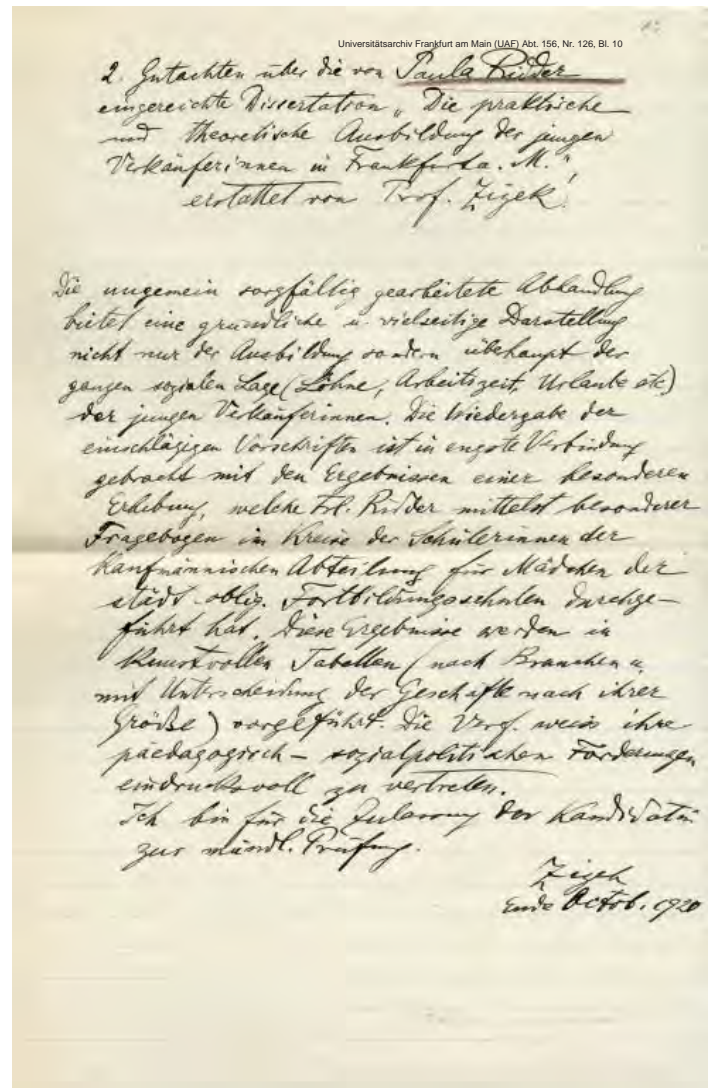 Universitätsarchiv Frankfurt am Main (UAF) Abt. 156, Nr. 126, Bl. 10
2. Gutachten über die von Paula Ridder
eingereichte Dissertation „Die praktische
und theoretische Ausbildung der jungen
Verkäuferinnen in Frankfurt a. M."
erstattet von Prof. Zizek.
Die ungemein sorgfältig gearbeitete Abhandlung
bietet eine gründliche u. vielseitige Darstellung
nicht nur der Ausbildung sondern überhaupt der
ganzen sozialen Lage (Löhne, Arbeitszeit, Urlaube etc)
der jungen Verkäuferinnen. Die Wiedergabe der
einschlägigen Vorschriften ist in engste Verbindung
gebracht mit den Ergebnissen einer besonderen
Erhebung, welche Frl. Ridder mittelst besonderer
Fragebogen im Kreise der Schülerinnen der
kaufmännischen Abteilung für Mädchen der
städt. oblig. Fortbildungsschulen durchge-
führt hat. Diese Ergebnisse werden in
kunstvollen Tabellen (nach Branchen u.
mit Unterscheidung der Geschäfte nach ihrer
Größe) vorgeführt. Die Verf. weiss ihre
paedagogisch-sozialpolitischen Forderungen
eindrucksvoll zu vertreten.
Ich bin für die Zulassung der Kandidatin
zur mündl. Prüfung.
Zizek
Ende Octob. 1920